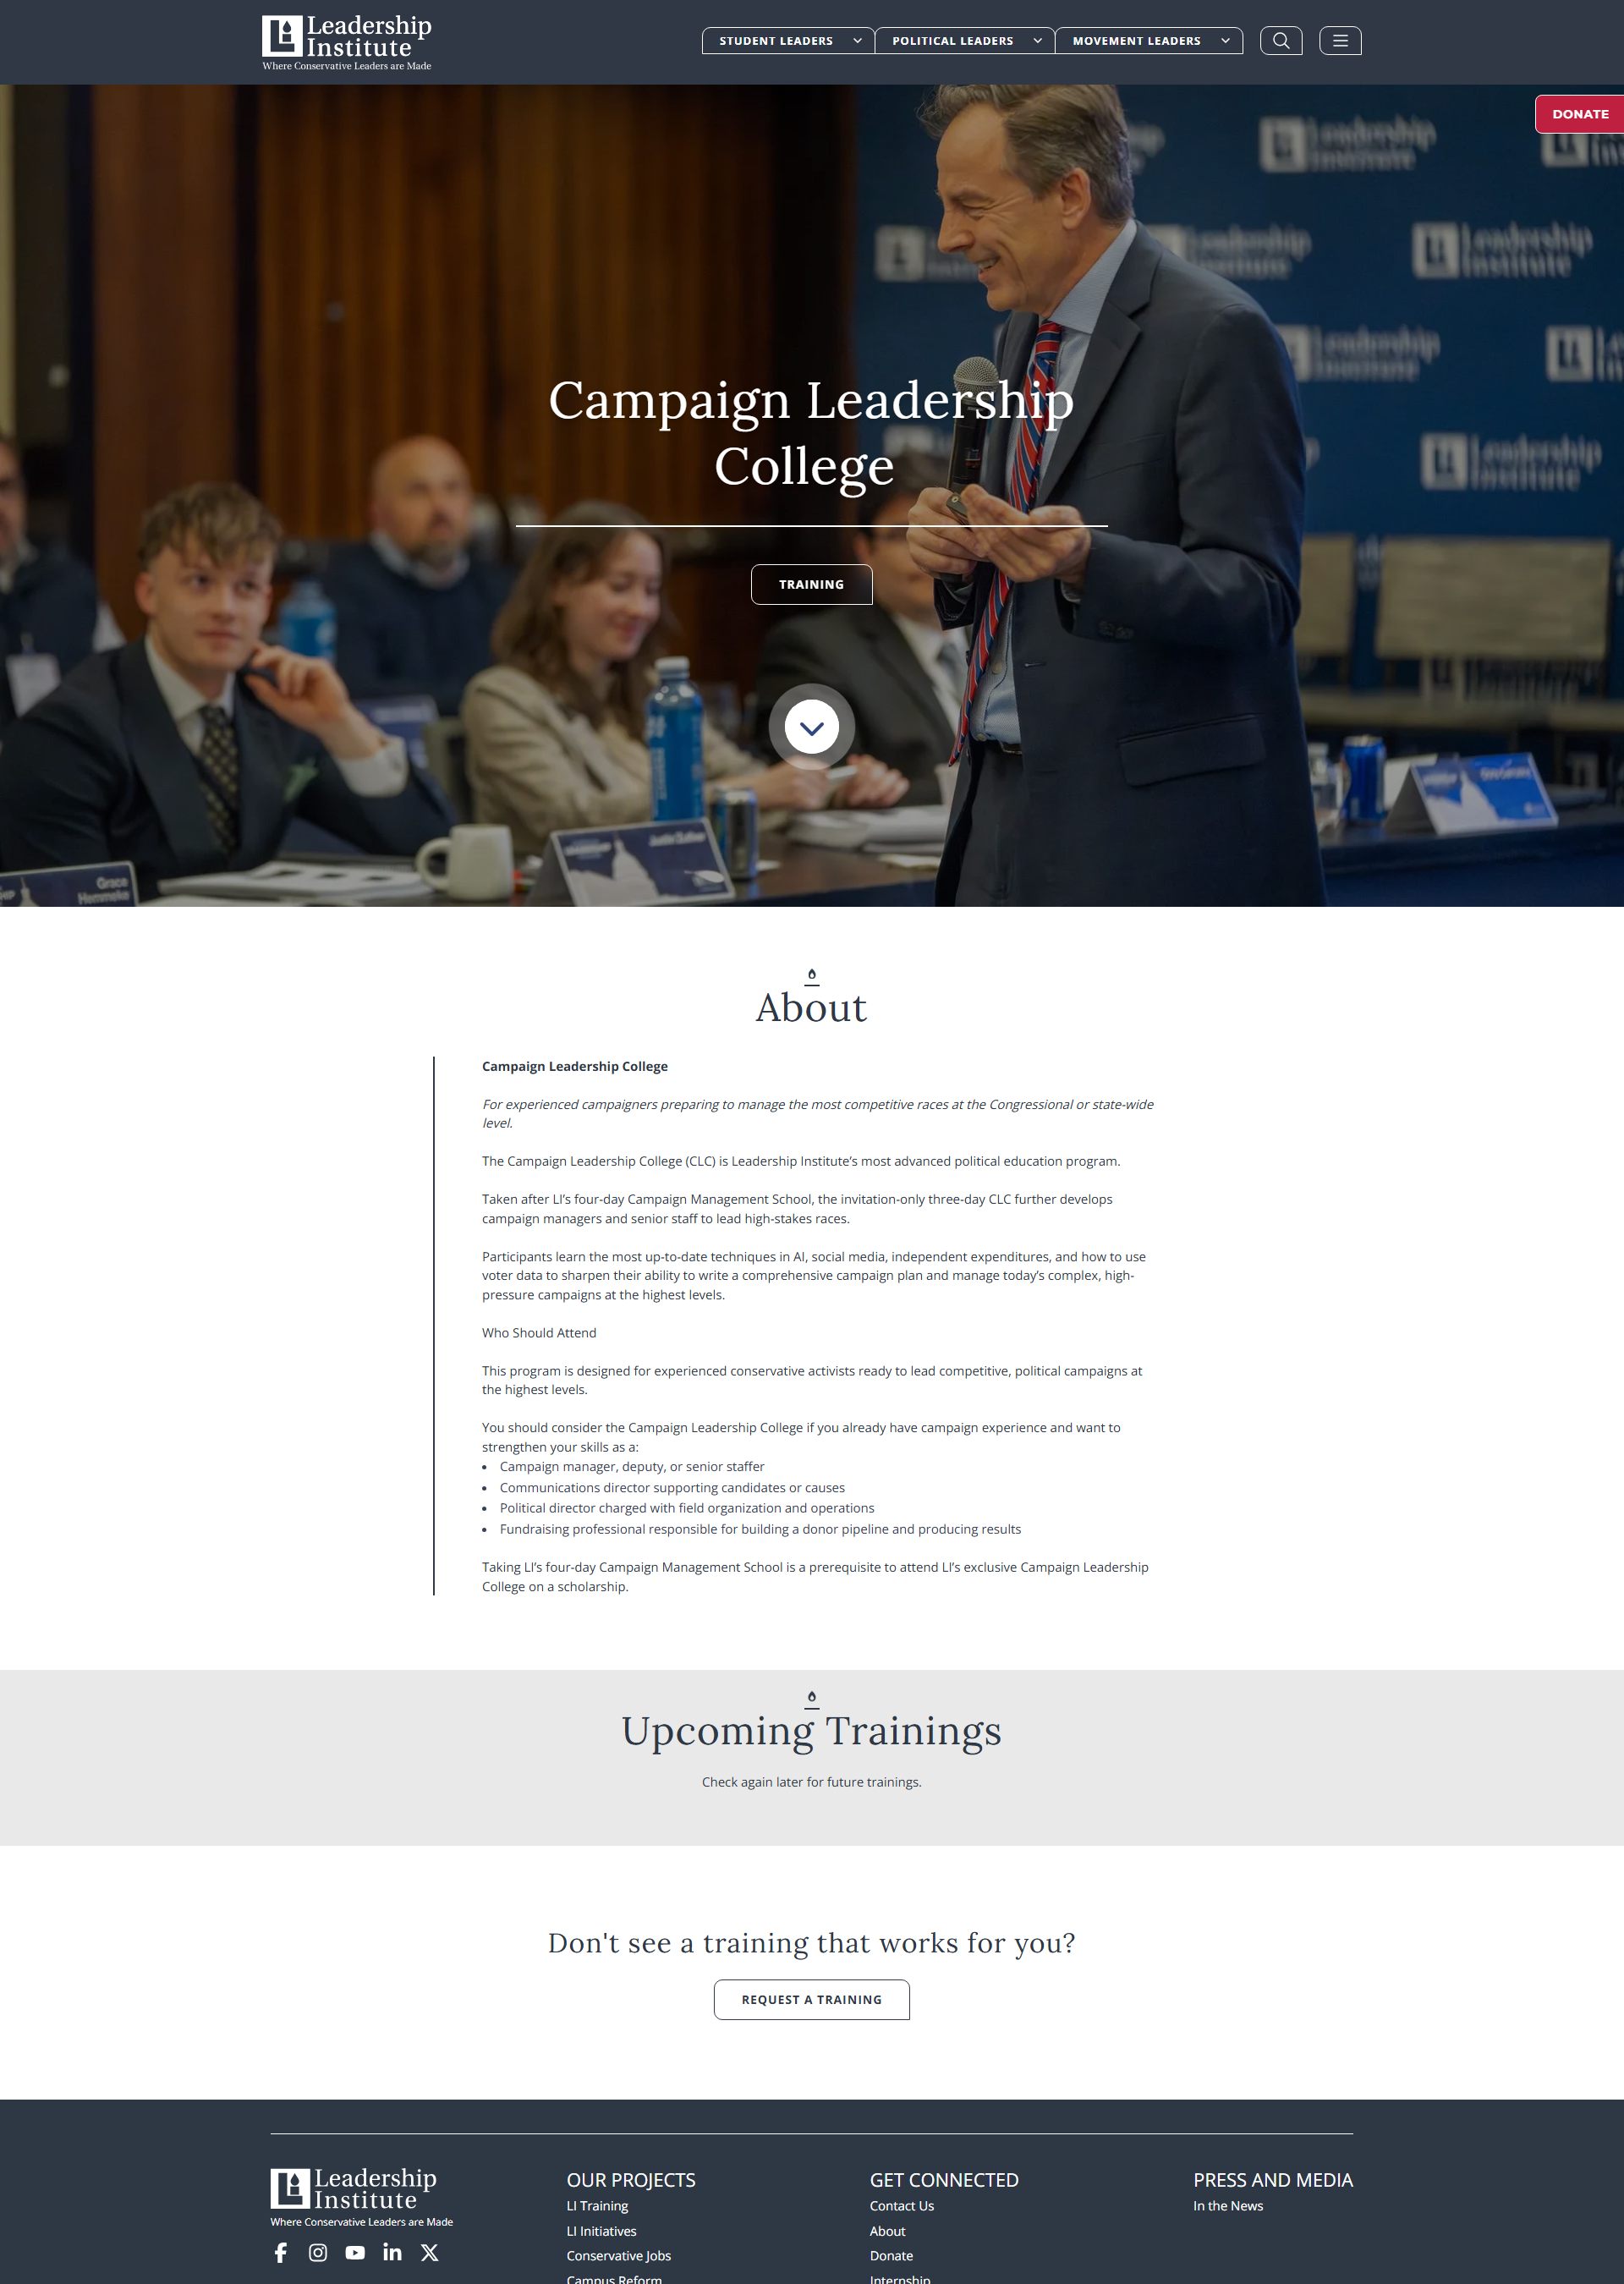 Leadership
Institute
Where Conservative Leaders are Made
STUDENT LEADERS
POLITICAL LEADERS
MOVEMENT LEADERS
DONATE
Leadership
Institute
Leadership
Institute
Leadership
Institute
Campaign Leadership
College
TRAINING
Grace
About
Campaign Leadership College
For experienced campaigners preparing to manage the most competitive races at the Congressional or state-wide
level.
The Campaign Leadership College (CLC) is Leadership Institute’s most advanced political education program.
Taken after LI’s four-day Campaign Management School, the invitation-only three-day CLC further develops
campaign managers and senior staff to lead high-stakes races.
Participants learn the most up-to-date techniques in AI, social media, independent expenditures, and how to use
voter data to sharpen their ability to write a comprehensive campaign plan and manage today’s complex, high-
pressure campaigns at the highest levels.
Who Should Attend
This program is designed for experienced conservative activists ready to lead competitive, political campaigns at
the highest levels.
You should consider the Campaign Leadership College if you already have campaign experience and want to
strengthen your skills as a:
• Campaign manager, deputy, or senior staffer
• Communications director supporting candidates or causes
• Political director charged with field organization and operations
• Fundraising professional responsible for building a donor pipeline and producing results
Taking LI’s four-day Campaign Management School is a prerequisite to attend LI’s exclusive Campaign Leadership
College on a scholarship.
Upcoming Trainings
Check again later for future trainings.
Don't see a training that works for you?
REQUEST A TRAINING
Leadership
Institute
Where Conservative Leaders are Made
OUR PROJECTS
LI Training
LI Initiatives
Conservative Jobs
Campus Reform
GET CONNECTED
Contact Us
About
Donate
Internship
PRESS AND MEDIA
In the News